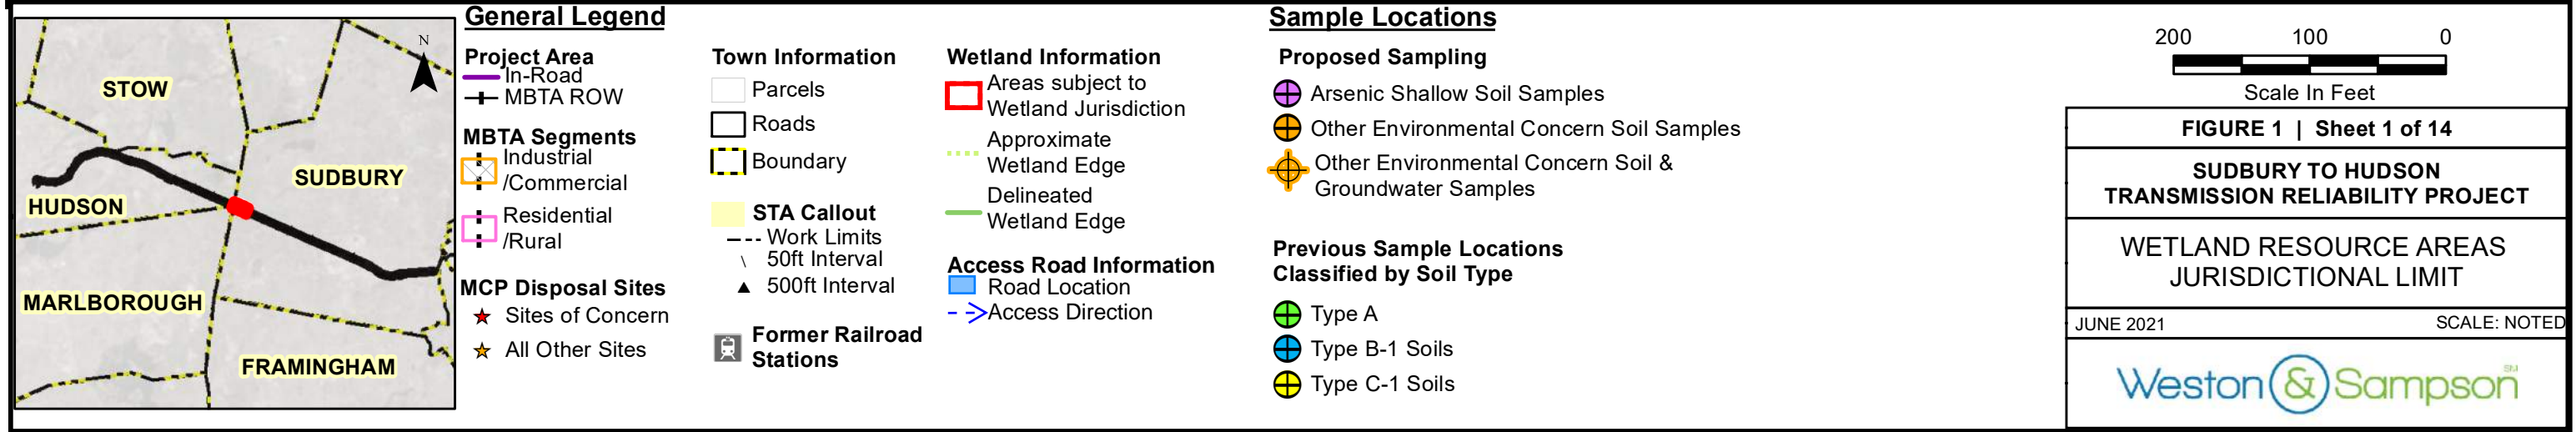 N
STOW
SUDBURY
HUDSON
MARLBOROUGH
FRAMINGHAM
General Legend
Project Area
In-Road
MBTA ROW
MBTA Segments
Industrial
/Commercial
Residential
/Rural
MCP Disposal Sites
Sites of Concern
All Other Sites
Town Information
Parcels
Roads
Boundary
STA Callout
Work Limits
50ft Interval
500ft Interval
Former Railroad
Stations
Wetland Information
Areas subject to
Wetland Jurisdiction
Approximate
Wetland Edge
Delineated
Wetland Edge
Access Road Information
Road Location
Access Direction
Sample Locations
Proposed Sampling
Arsenic Shallow Soil Samples
Other Environmental Concern Soil Samples
Other Environmental Concern Soil &
Groundwater Samples
Previous Sample Locations
Classified by Soil Type
Type A
Type B-1 Soils
Type C-1 Soils
200 100 0
Scale In Feet
FIGURE 1 | Sheet 1 of 14
SUDBURY TO HUDSON
TRANSMISSION RELIABILITY PROJECT
WETLAND RESOURCE AREAS
JURISDICTIONAL LIMIT
JUNE 2021 SCALE: NOTED
Weston & Sampson SM